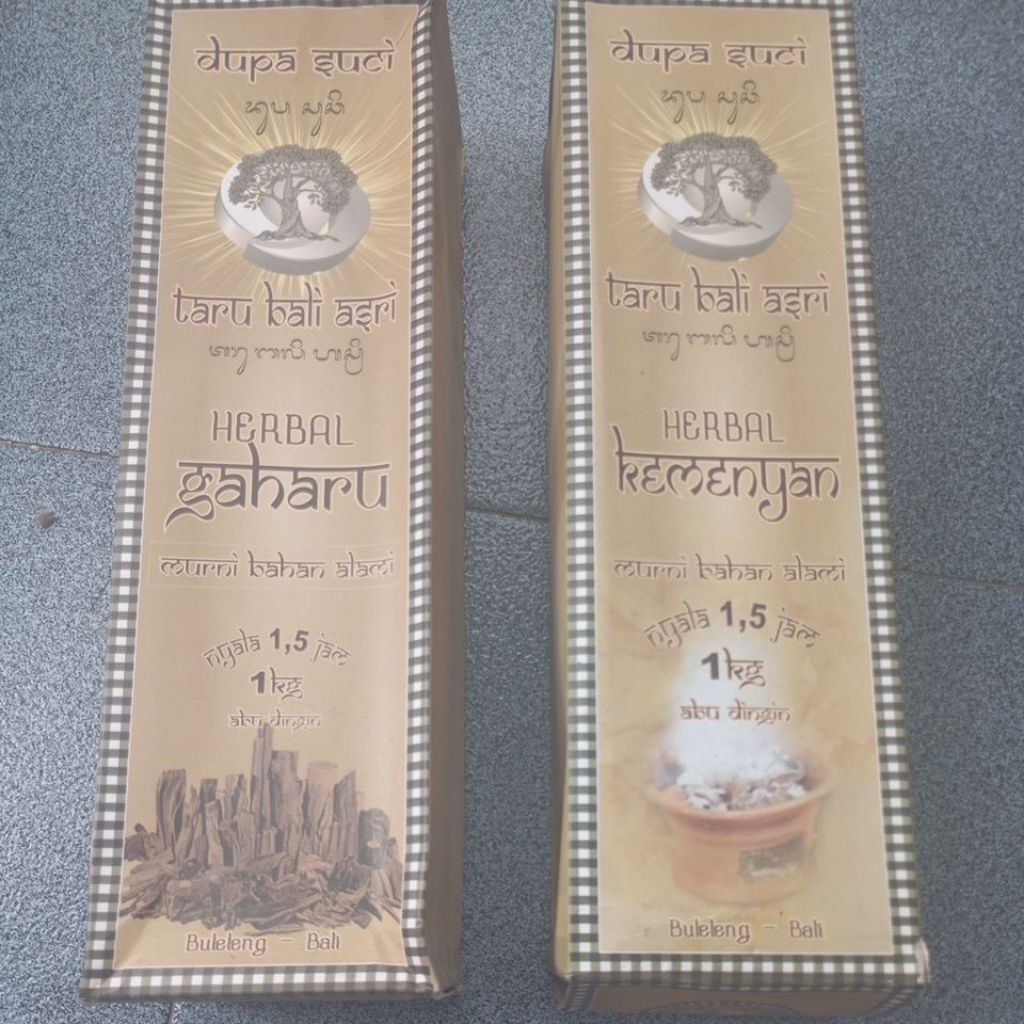 dupa suci
taru bali asri
HERBAL
gaharu
murni bahan alami
nyala 1,5 jam
1kg
abu dingin
Buleleng - Bali
dupa suci
taru bali asri
HERBAL
kemenyan
murni bahan alami
nyala 1,5 jam
1kg
abu dingin
Buleleng - Bali